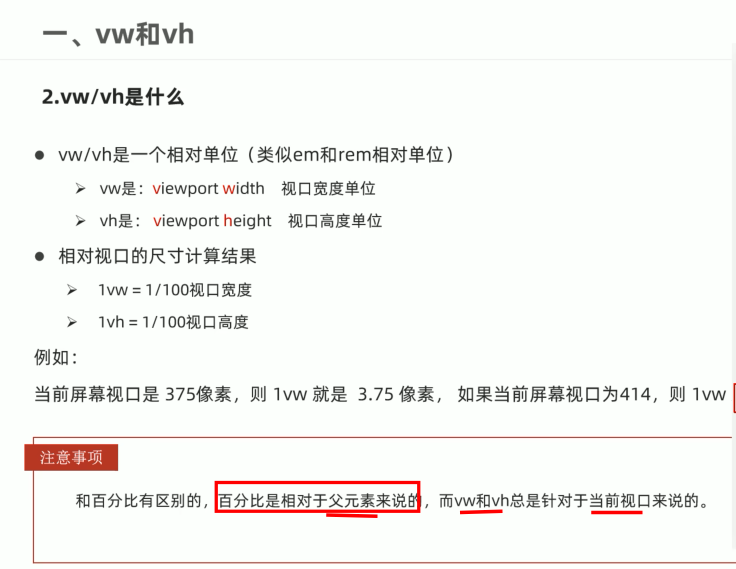 一、vw和vh
2.vw/vh是什么
● vw/vh是一个相对单位（类似em和rem相对单位）
➢ vw是：viewport width 视口宽度单位
➢ vh是： viewport height 视口高度单位
● 相对视口的尺寸计算结果
➢ 1vw = 1/100视口宽度
➢ 1vh = 1/100视口高度
例如：
当前屏幕视口是 375像素，则 1vw 就是 3.75 像素， 如果当前屏幕视口为414，则 1vw
注意事项
和百分比有区别的，百分比是相对于父元素来说的，而vw和vh总是针对于当前视口来说的。